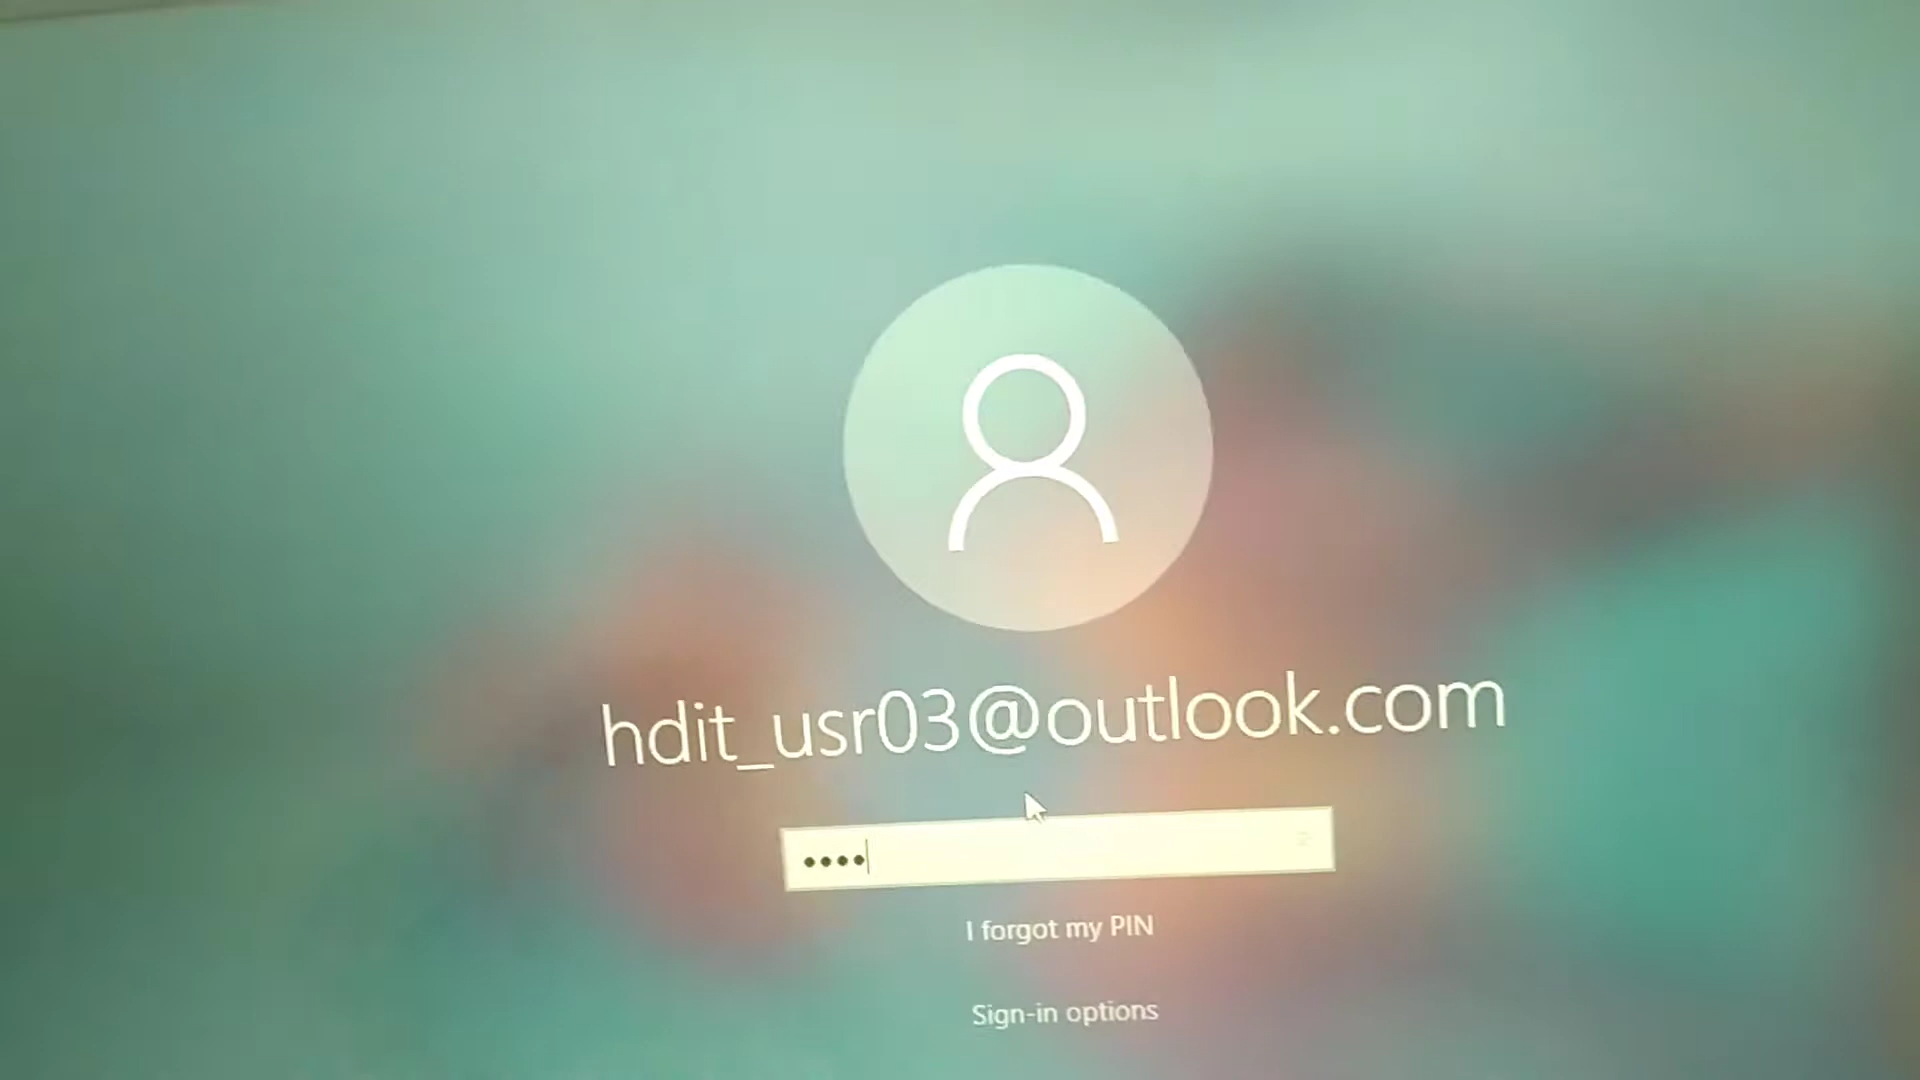 hdit_usr03@outlook.com
••••
I forgot my PIN
Sign-in options